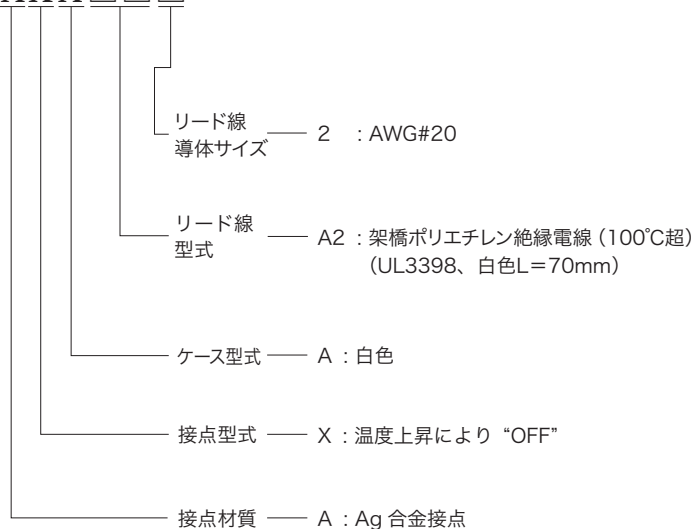 リード線
導体サイズ
2 : AWG#20
リード線
型式
A2 : 架橋ポリエチレン絶縁電線（100℃超）
（UL3398、白色L＝70mm）
ケース型式
A : 白色
接点型式
X : 温度上昇により “OFF”
接点材質
A : Ag 合金接点